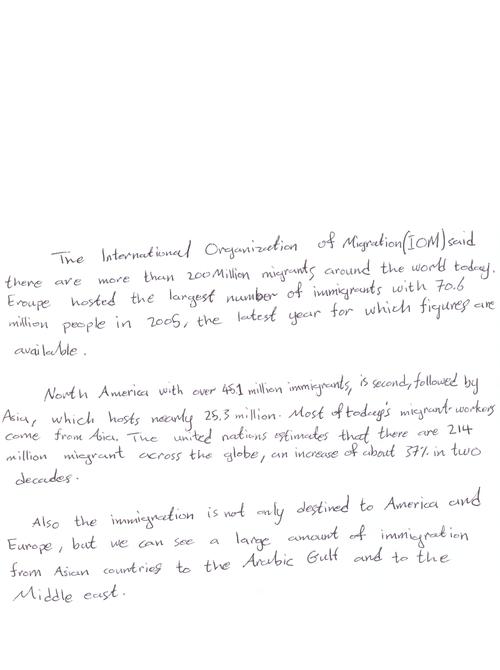 The International Organization of Migration(IOM) said
there are more than 200 Million migrants around the world today.
Eroupe hosted the largest number of immigrants with 70.6
million people in 2005, the latest year for which figures are
available.
North America with over 45.1 million immigrants, is second, followed by
Asia, which hosts nearly 25.3 million. Most of today's migrant workers
come from Asia. The united nations estimates that there are 214
million migrant across the globe, an increase of about 37% in two
decades.
Also the immigration is not only destined to America and
Europe, but we can see a large amount of immigration
from Asian countries to the Arabic Gulf and to the
Middle east.